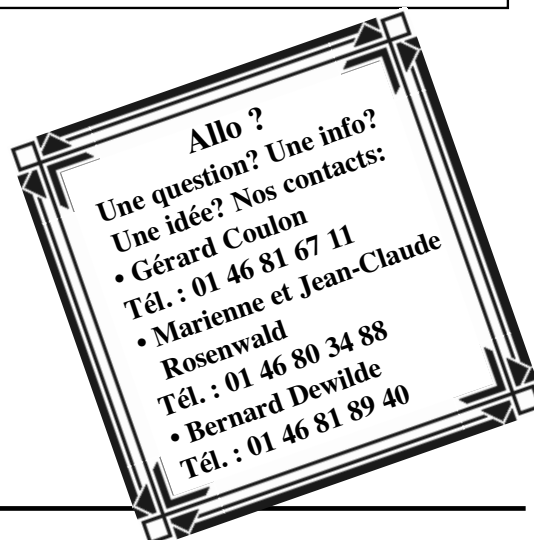 Allo ?
Une question? Une info?
Une idée? Nos contacts:
• Gérard Coulon
Tél. : 01 46 81 67 11
• Marienne et Jean-Claude
Rosenwald
Tél. : 01 46 80 34 88
• Bernard Dewilde
Tél. : 01 46 81 89 40